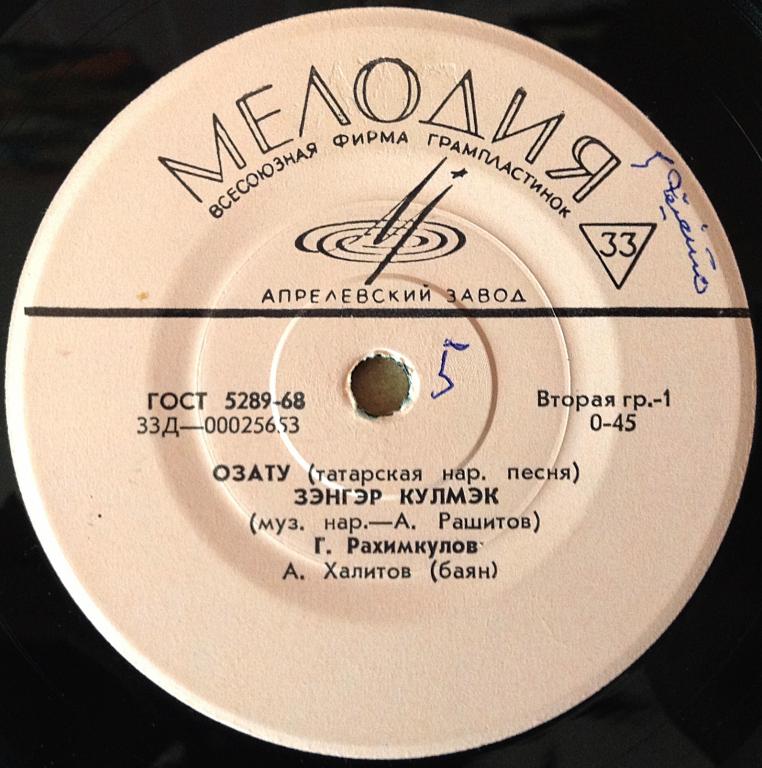 МЕЛОДИЯ
ВСЕСОЮЗНАЯ ФИРМА ГРАМПЛАСТИНОК
33
АПРЕЛЕВСКИЙ ЗАВОД
5
ГОСТ 5289-68
33Д—00025653
Вторая гр.-1
0-45
ОЗАТУ (татарская нар. песня)
ЗЭНГЭР КУЛМЭК
(муз. нар.—А. Рашитов)
Г. Рахимкулов
А. Халитов (баян)